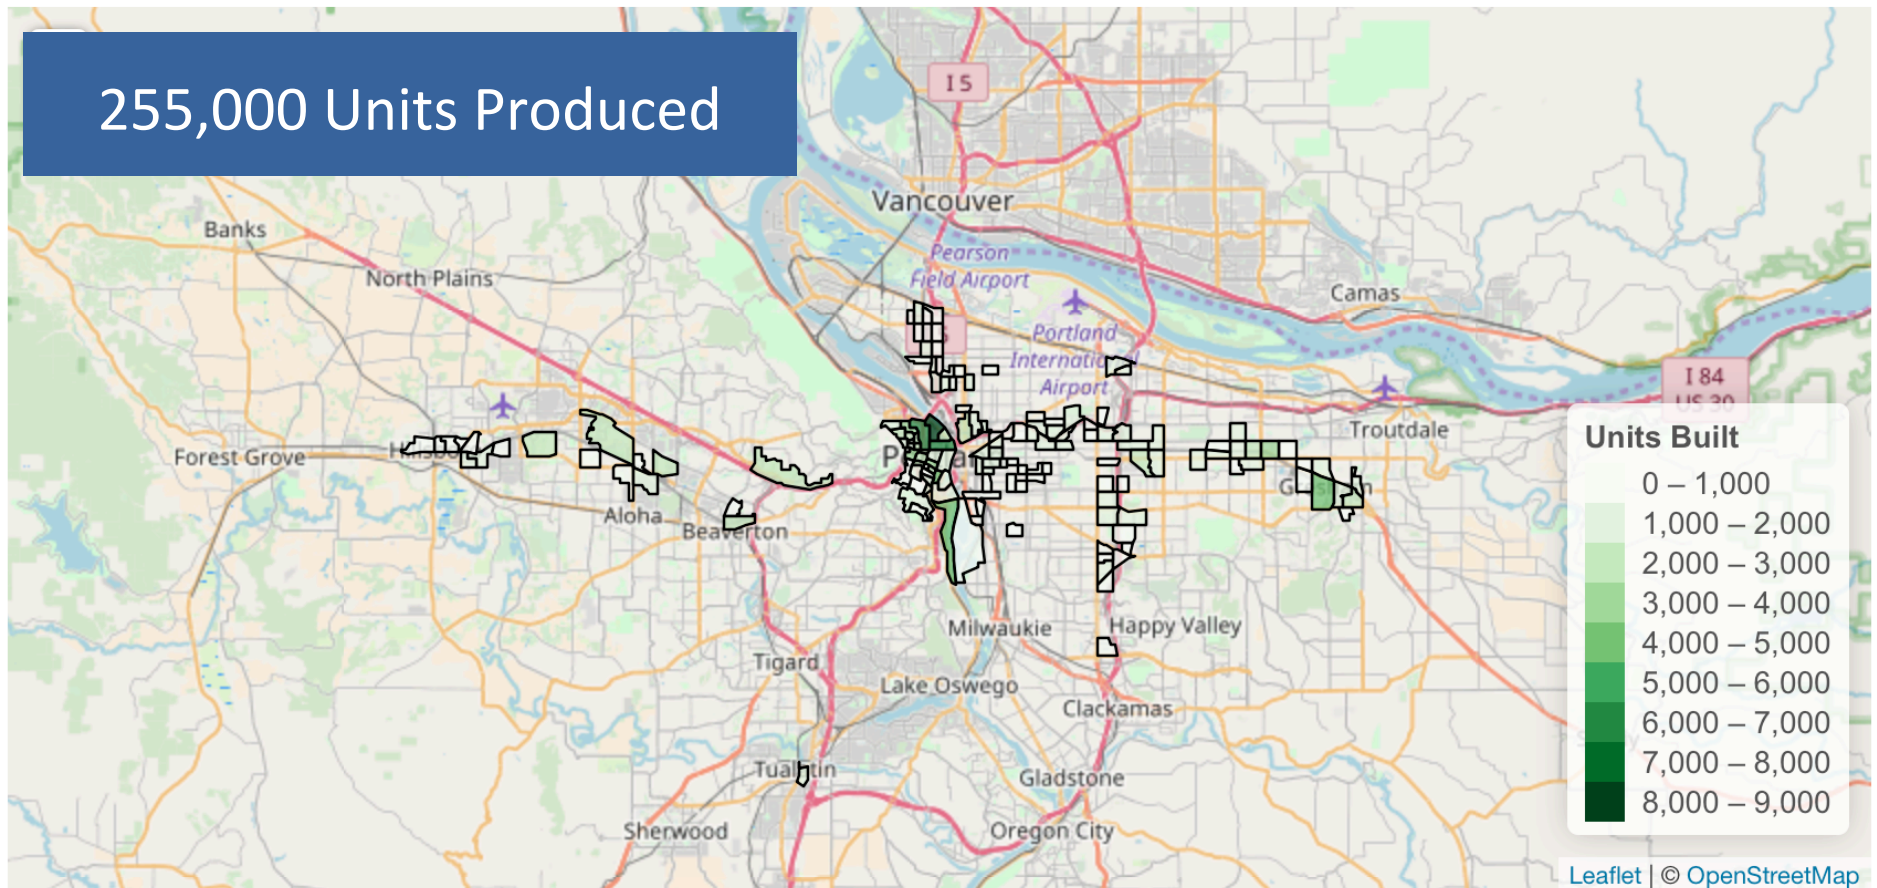 255,000 Units Produced
I 5
Vancouver
Banks
Pearson
Field Airport
North Plains
Camas
Portland
International
Airport
I 84
US 30
Troutdale
Forest Grove
Aloha
Beaverton
Milwaukie
Happy Valley
Tigard
Lake Oswego
Clackamas
Tualatin
Gladstone
Sherwood
Oregon City
Units Built
0 – 1,000
1,000 – 2,000
2,000 – 3,000
3,000 – 4,000
4,000 – 5,000
5,000 – 6,000
6,000 – 7,000
7,000 – 8,000
8,000 – 9,000
Leaflet | © OpenStreetMap